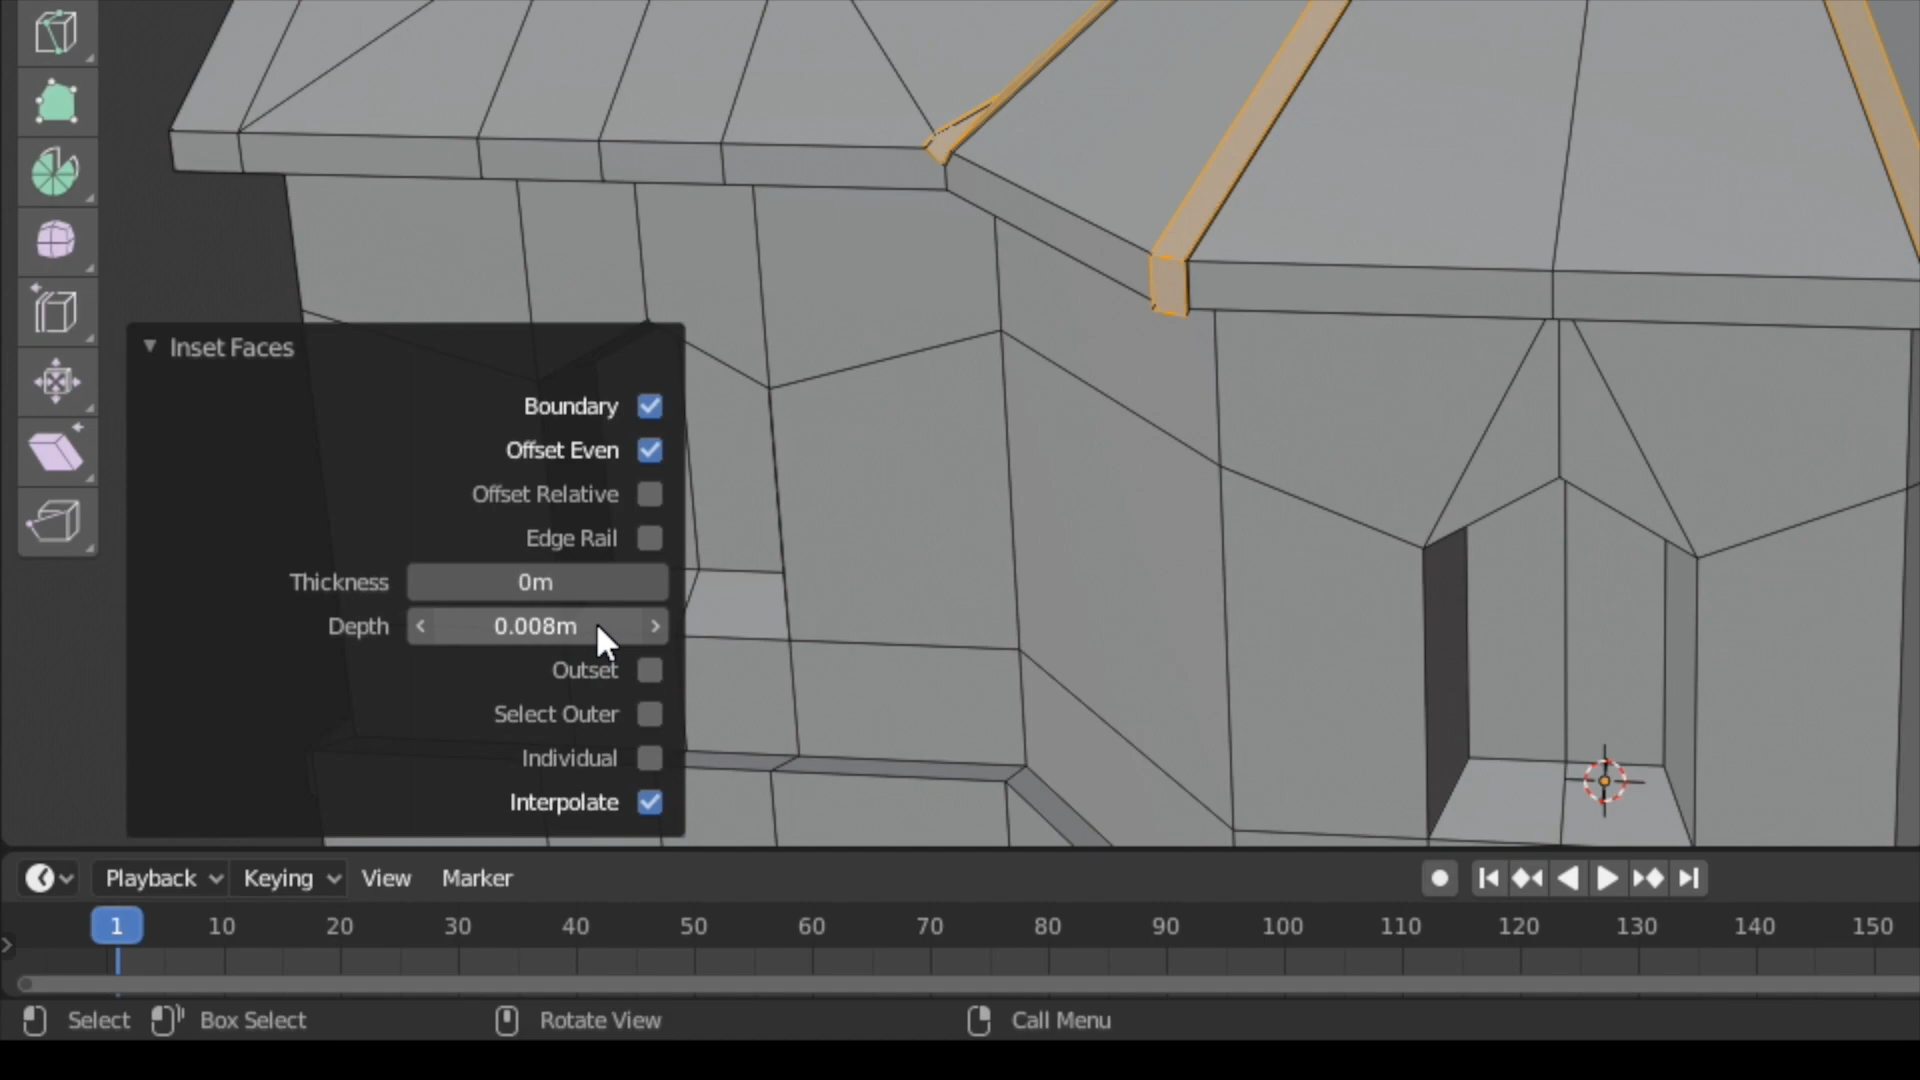 Inset Faces
Boundary
Offset Even
Offset Relative
Edge Rail
Thickness 0m
Depth 0.008m
Outset
Select Outer
Individual
Interpolate
Playback Keying View Marker
1 10 20 30 40 50 60 70 80 90 100 110 120 130 140 150
Select Box Select Rotate View Call Menu